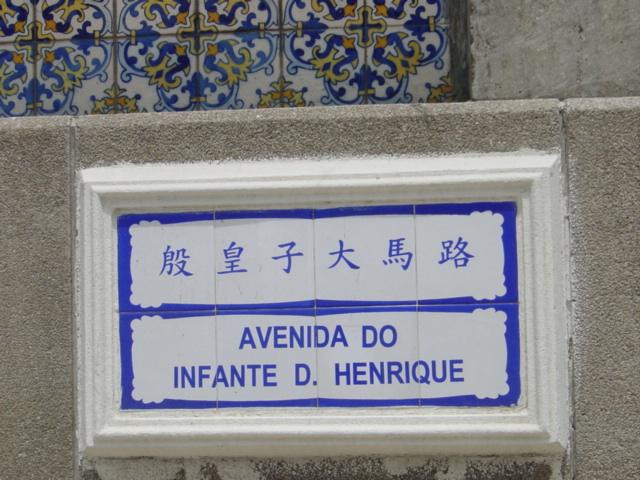 殷皇子大馬路
AVENIDA DO
INFANTE D. HENRIQUE